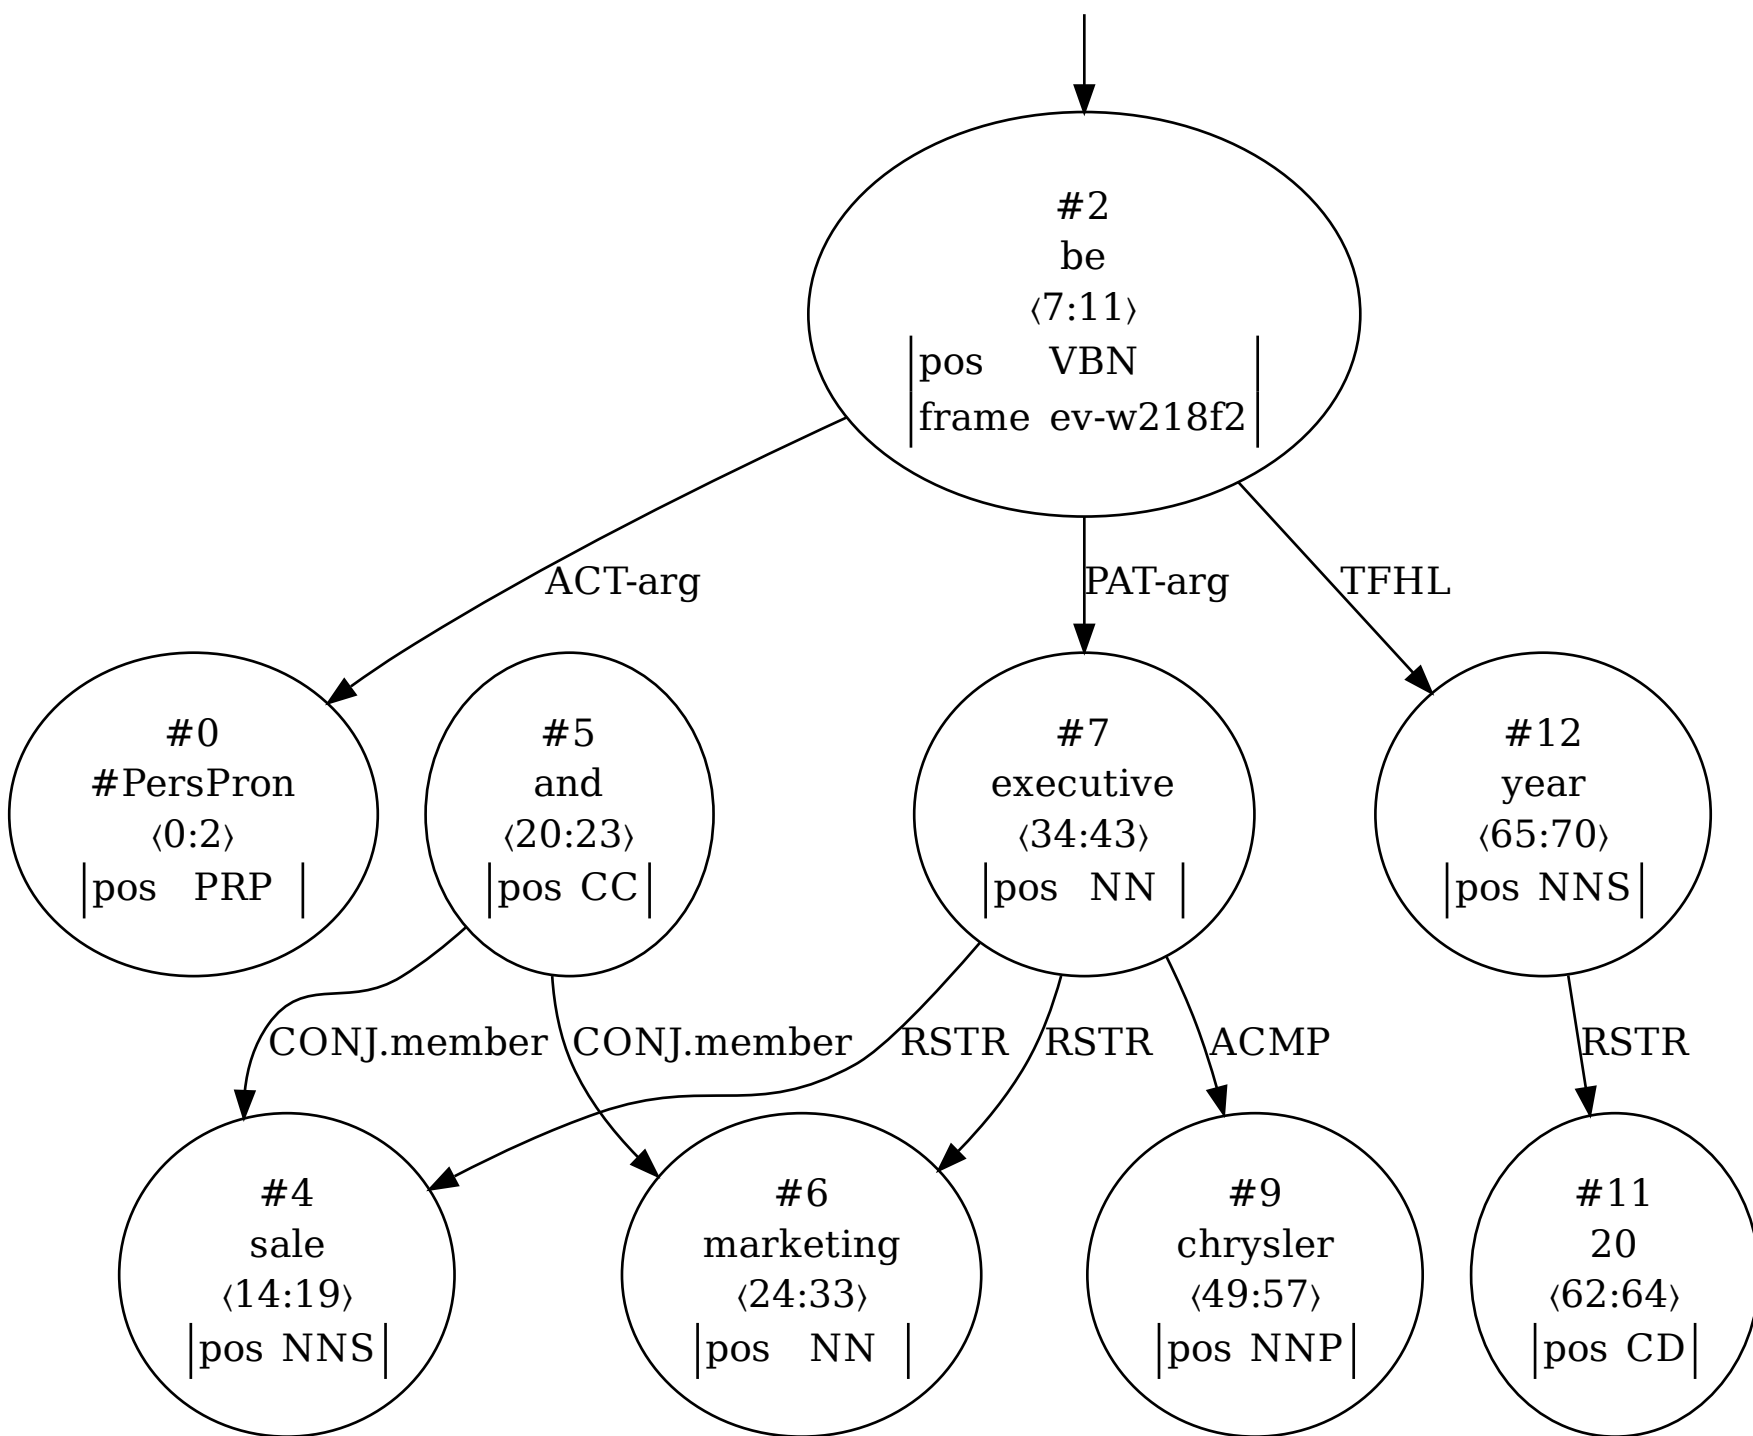 #2
be
⟨7:11⟩
pos VBN
frame ev-w218f2
ACT-arg
PAT-arg
TFHL
#0
#PersPron
⟨0:2⟩
pos PRP
#5
and
⟨20:23⟩
pos CC
#7
executive
⟨34:43⟩
pos NN
#12
year
⟨65:70⟩
pos NNS
CONJ.member
CONJ.member
RSTR
RSTR
ACMP
RSTR
#4
sale
⟨14:19⟩
pos NNS
#6
marketing
⟨24:33⟩
pos NN
#9
chrysler
⟨49:57⟩
pos NNP
#11
20
⟨62:64⟩
pos CD